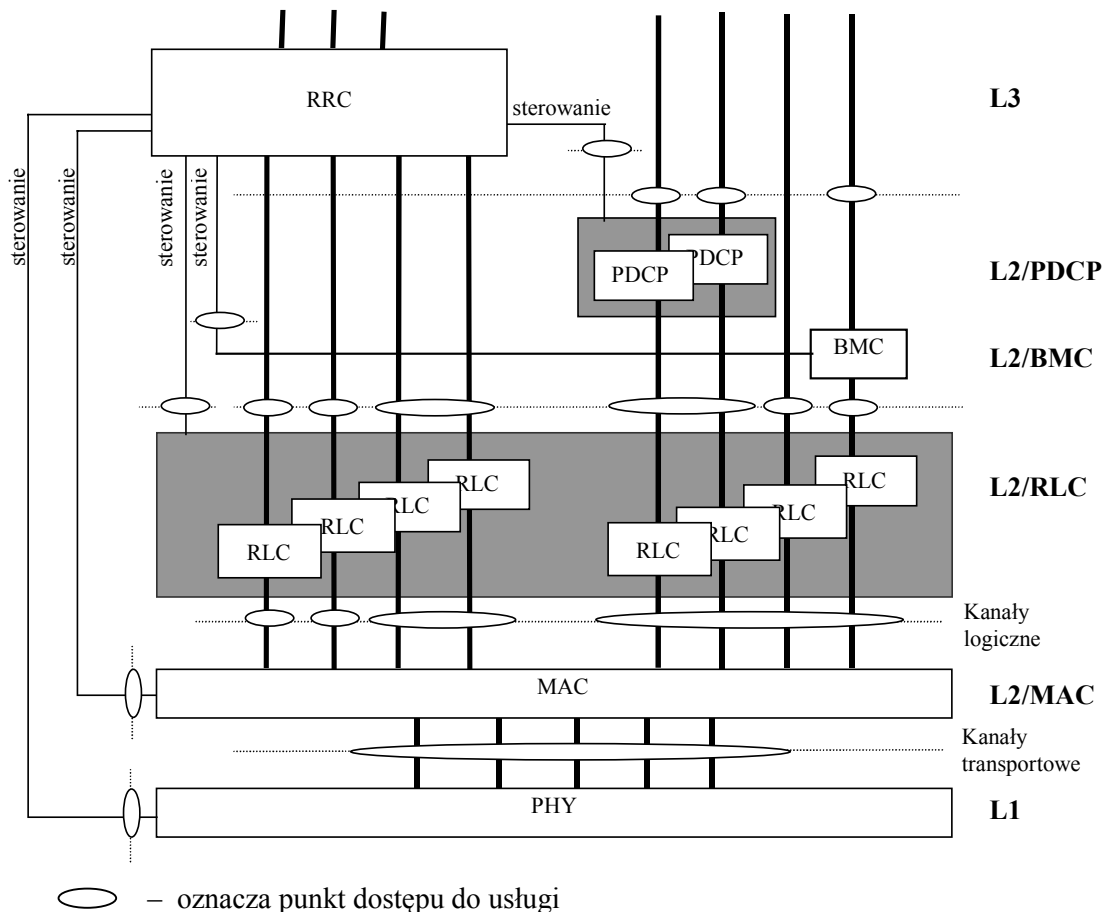 RRC
sterowanie
L3
sterowanie
sterowanie
sterowanie
sterowanie
PDCP
PDCP
L2/PDCP
BMC
L2/BMC
RLC
RLC
RLC
RLC
RLC
RLC
RLC
RLC
L2/RLC
Kanały
logiczne
MAC
L2/MAC
Kanały
transportowe
PHY
L1
– oznacza punkt dostępu do usługi